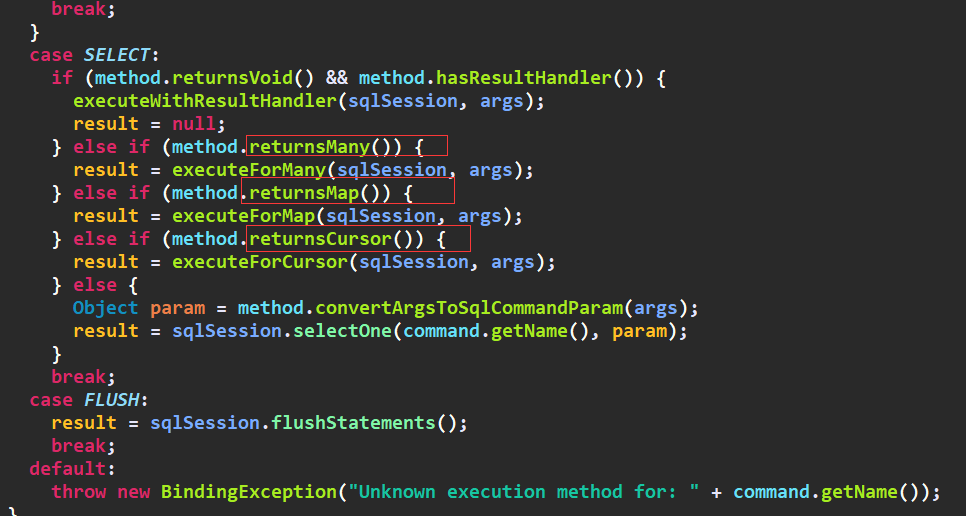 break;
  }
  case SELECT:
    if (method.returnsVoid() && method.hasResultHandler()) {
      executeWithResultHandler(sqlSession, args);
      result = null;
    } else if (method.returnsMany()) {
      result = executeForMany(sqlSession, args);
    } else if (method.returnsMap()) {
      result = executeForMap(sqlSession, args);
    } else if (method.returnsCursor()) {
      result = executeForCursor(sqlSession, args);
    } else {
      Object param = method.convertArgsToSqlCommandParam(args);
      result = sqlSession.selectOne(command.getName(), param);
    }
    break;
  case FLUSH:
    result = sqlSession.flushStatements();
    break;
  default:
    throw new BindingException("Unknown execution method for: " + command.getName());
}